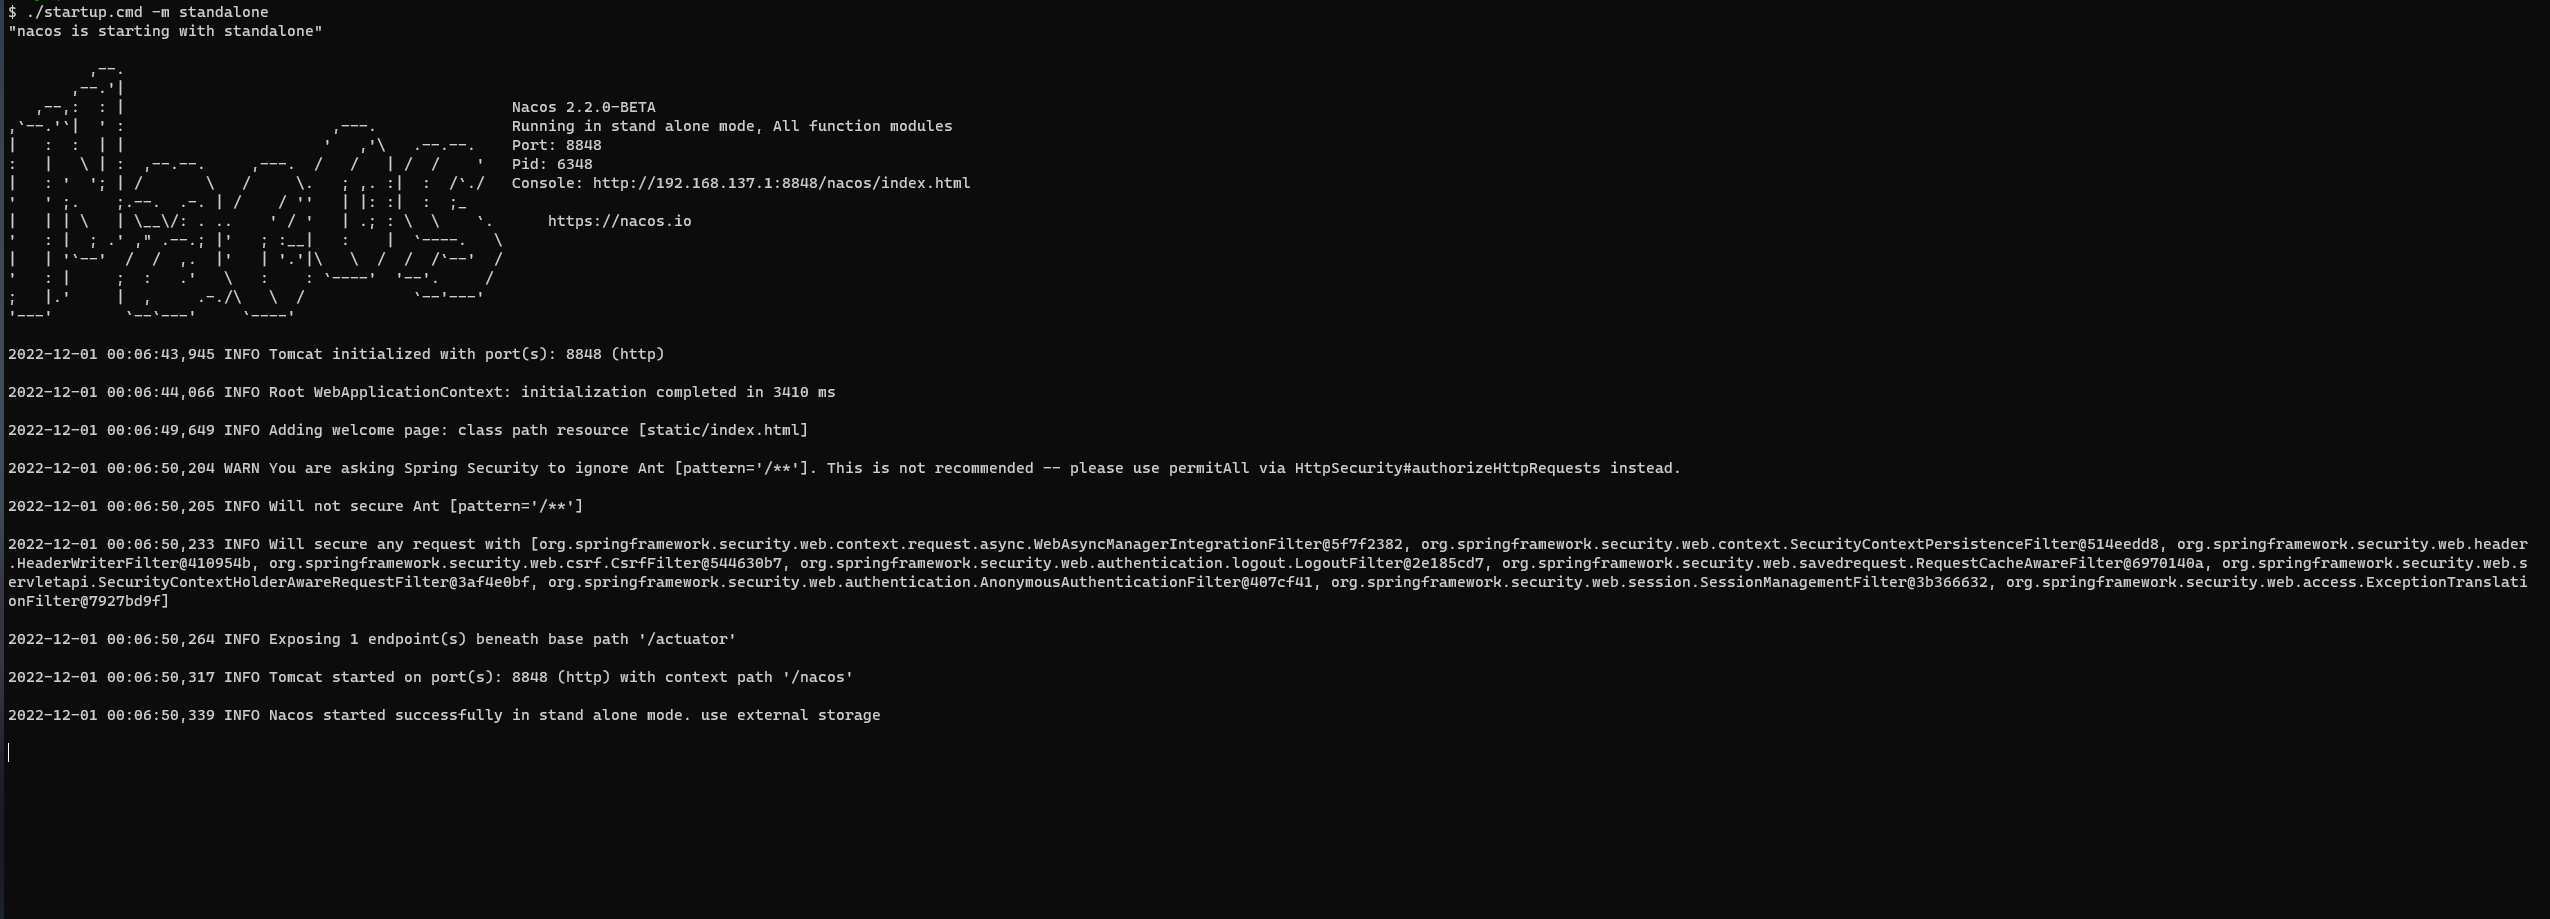 $ ./startup.cmd -m standalone
"nacos is starting with standalone"
         ,--.
       ,--.'|
   ,--,:  : |                                           Nacos 2.2.0-BETA
,`--.'`|  ' :                       ,---.               Running in stand alone mode, All function modules
|   :  :  | |                      '   ,'\   .--.--.    Port: 8848
:   |   \ | :  ,--.--.     ,---.  /   /   | /  /    '   Pid: 6348
|   : '  '; | /       \   /     \.   ; ,. :|  :  /`./   Console: http://192.168.137.1:8848/nacos/index.html
'   ' ;.    ;.--.  .-. | /    / ''   | |: :|  :  ;_
|   | | \   | \__\/: . ..    ' / '   | .; : \  \    `.      https://nacos.io
'   : |  ; .' ," .--.; |'   ; :__|   :    |  `----.   \
|   | '`--'  /  /  ,.  |'   | '.'|\   \  /  /  /`--'  /
'   : |     ;  :   .'   \   :    : `----'  '--'.     /
;   |.'     |  ,     .-./\   \  /            `--'---'
'---'        `--`---'     `----'
2022-12-01 00:06:43,945 INFO Tomcat initialized with port(s): 8848 (http)
2022-12-01 00:06:44,066 INFO Root WebApplicationContext: initialization completed in 3410 ms
2022-12-01 00:06:49,649 INFO Adding welcome page: class path resource [static/index.html]
2022-12-01 00:06:50,204 WARN You are asking Spring Security to ignore Ant [pattern='/**']. This is not recommended -- please use permitAll via HttpSecurity#authorizeHttpRequests instead.
2022-12-01 00:06:50,205 INFO Will not secure Ant [pattern='/**']
2022-12-01 00:06:50,233 INFO Will secure any request with [org.springframework.security.web.context.request.async.WebAsyncManagerIntegrationFilter@5f7f2382, org.springframework.security.web.context.SecurityContextPersistenceFilter@514eedd8, org.springframework.security.web.header
.HeaderWriterFilter@410954b, org.springframework.security.web.csrf.CsrfFilter@544630b7, org.springframework.security.web.authentication.logout.LogoutFilter@2e185cd7, org.springframework.security.web.savedrequest.RequestCacheAwareFilter@6970140a, org.springframework.security.web.s
ervletapi.SecurityContextHolderAwareRequestFilter@3af4e0bf, org.springframework.security.web.authentication.AnonymousAuthenticationFilter@407cf41, org.springframework.security.web.session.SessionManagementFilter@3b366632, org.springframework.security.web.access.ExceptionTranslati
onFilter@7927bd9f]
2022-12-01 00:06:50,264 INFO Exposing 1 endpoint(s) beneath base path '/actuator'
2022-12-01 00:06:50,317 INFO Tomcat started on port(s): 8848 (http) with context path '/nacos'
2022-12-01 00:06:50,339 INFO Nacos started successfully in stand alone mode. use external storage